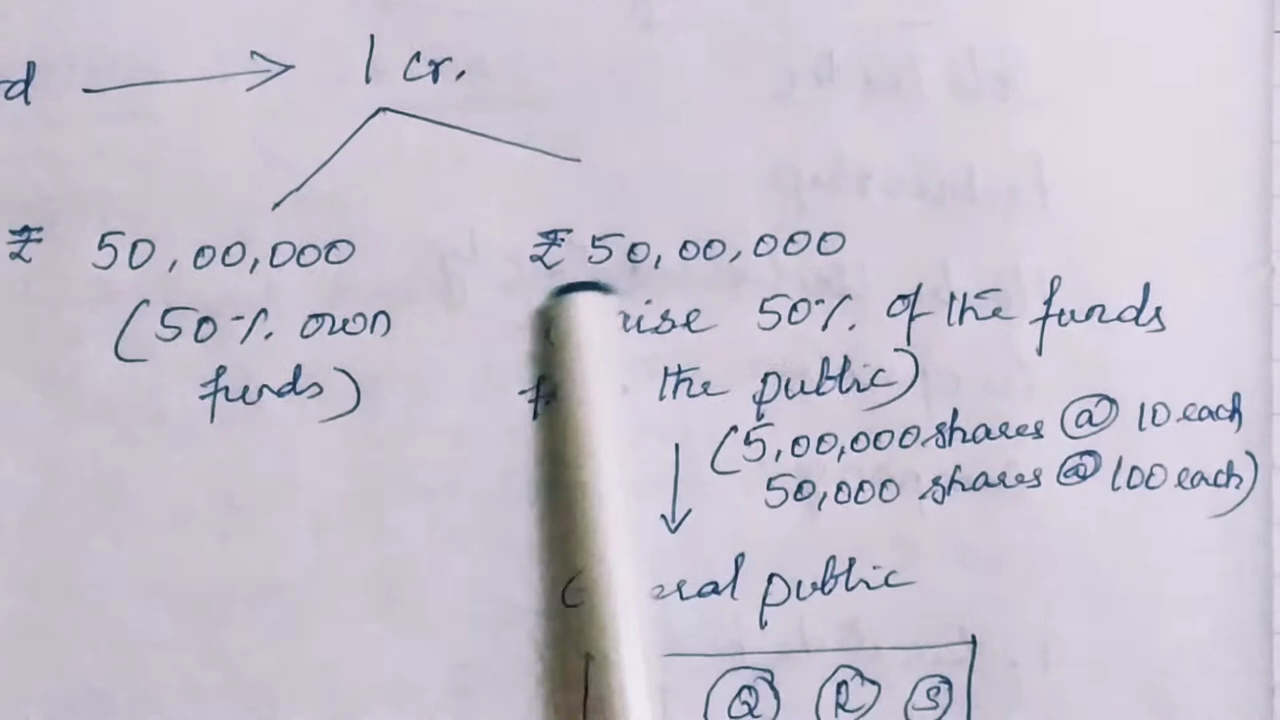 d → 1 cr.
₹ 50,00,000 ₹ 50,00,000
(50% own rise 50% of the funds
funds) the public)
(5,00,000 shares @ 10 each
50,000 shares @ 100 each)
public
Q R S